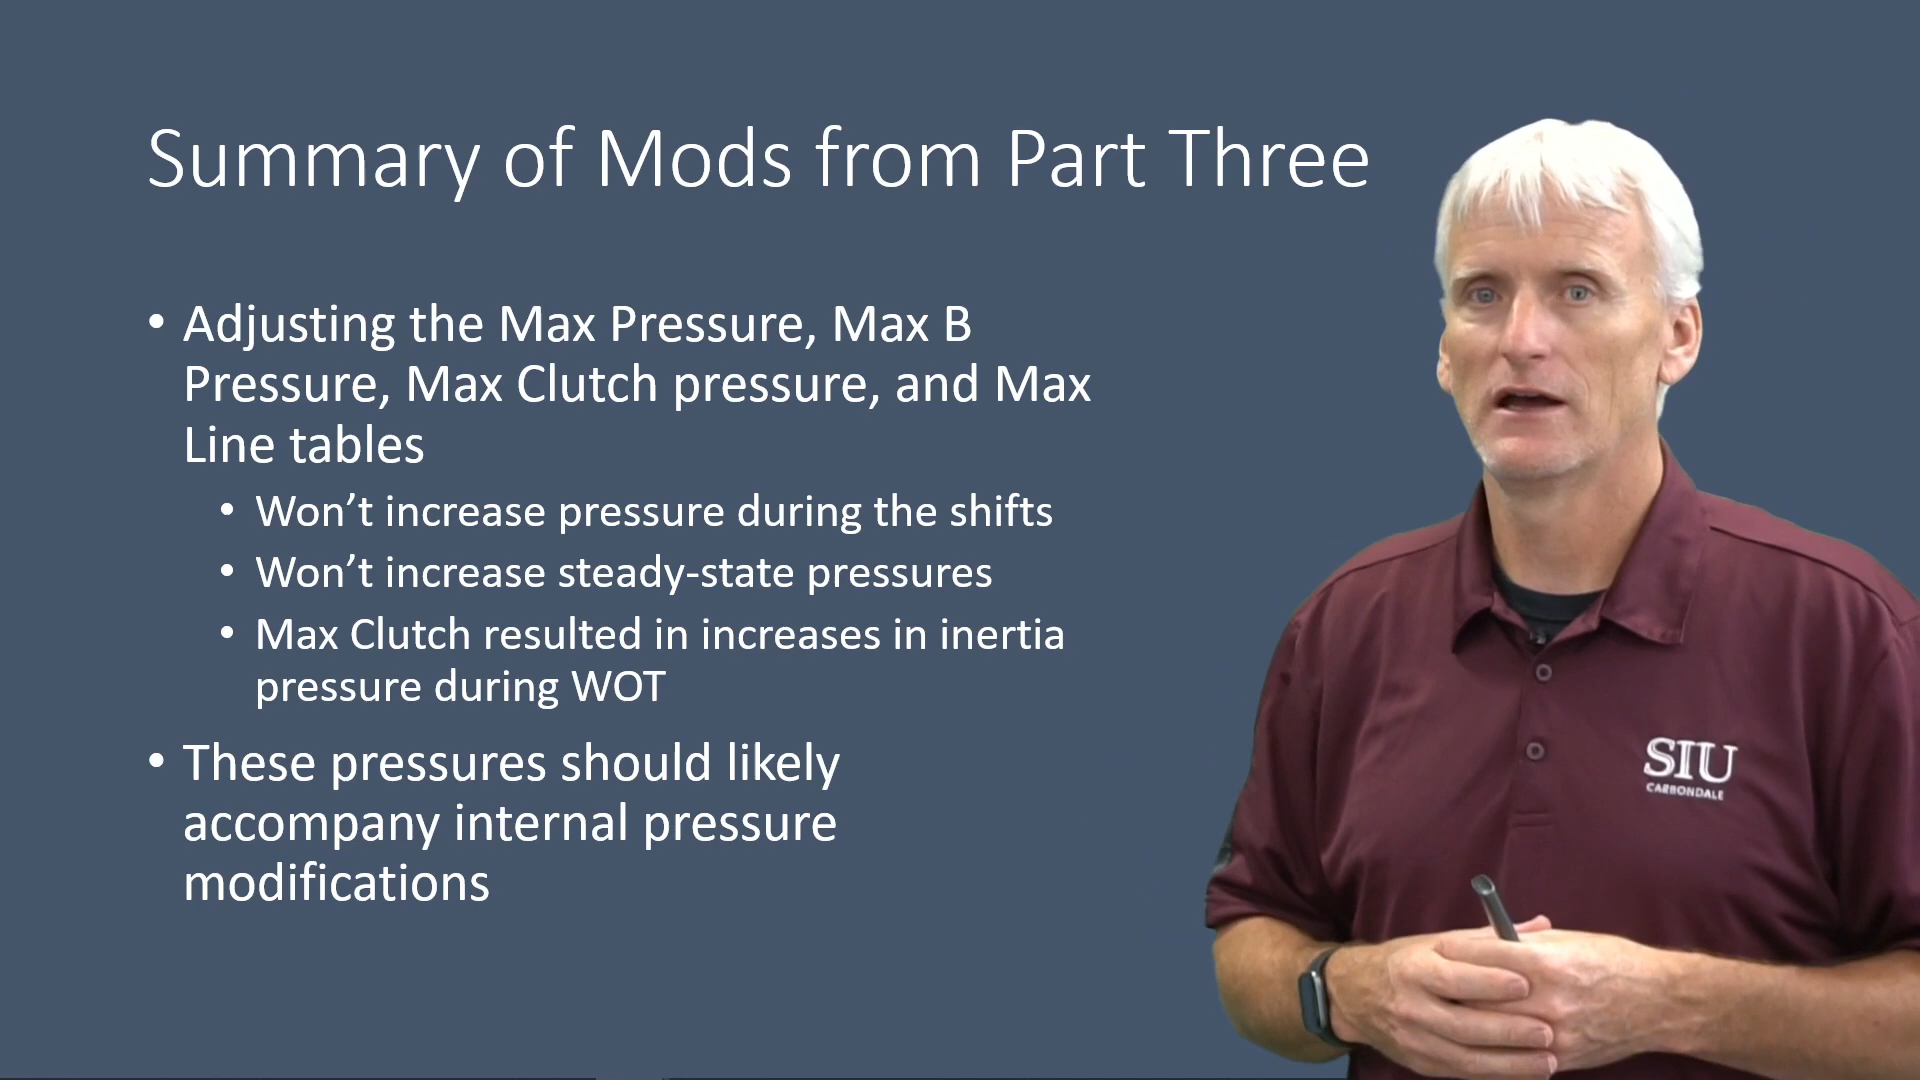 Summary of Mods from Part Three
• Adjusting the Max Pressure, Max B
Pressure, Max Clutch pressure, and Max
Line tables
• Won’t increase pressure during the shifts
• Won’t increase steady-state pressures
• Max Clutch resulted in increases in inertia
pressure during WOT
• These pressures should likely
accompany internal pressure
modifications
SIU
CARBONDALE